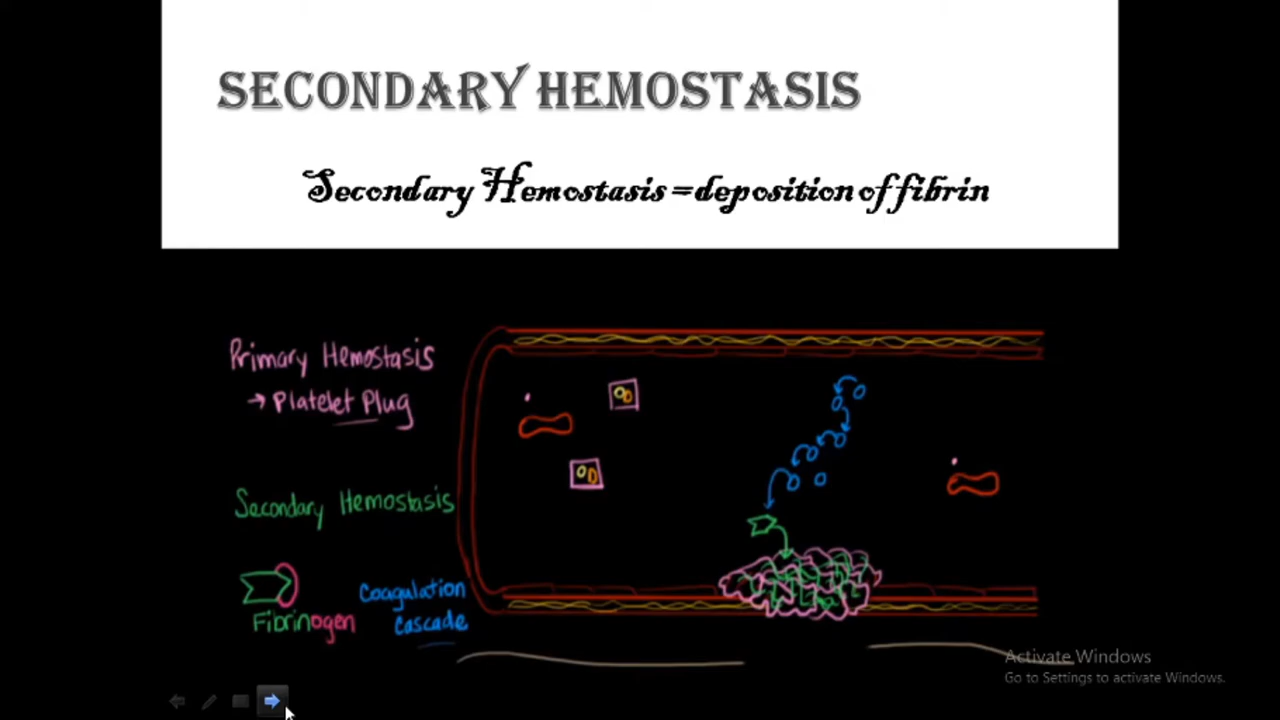 SECONDARY HEMOSTASIS
Secondary Hemostasis = deposition of fibrin
Primary Hemostasis
→ Platelet Plug
Secondary Hemostasis
Fibrinogen
Coagulation
Cascade
Activate Windows
Go to Settings to activate Windows.